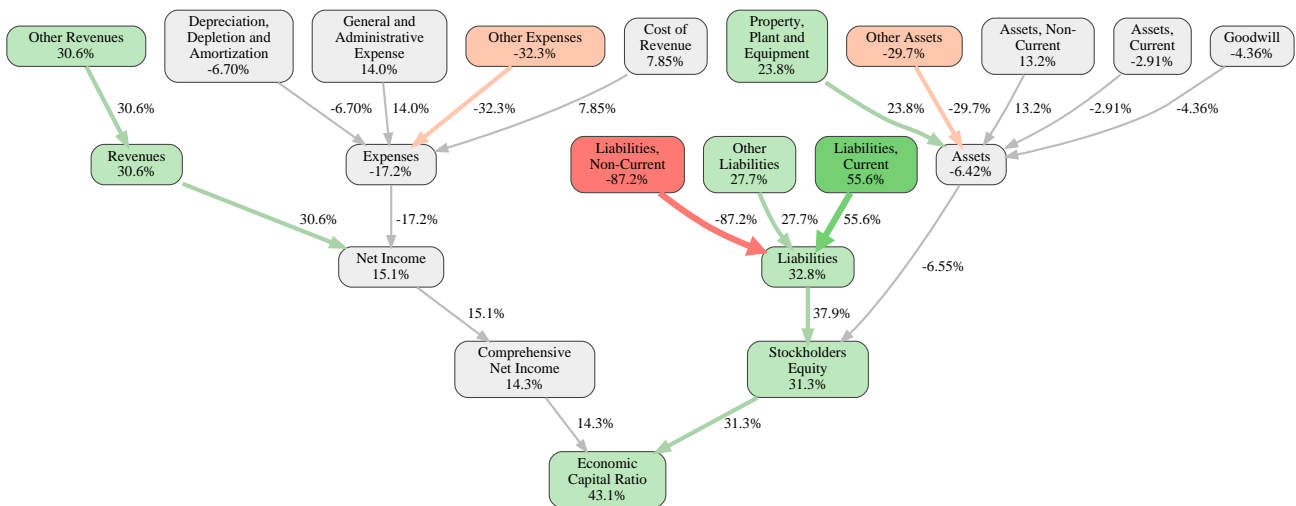 Other Revenues
30.6%
Depreciation,
Depletion and
Amortization
-6.70%
General and
Administrative
Expense
14.0%
Other Expenses
-32.3%
Cost of
Revenue
7.85%
Property,
Plant and
Equipment
23.8%
Other Assets
-29.7%
Assets, Non-
Current
13.2%
Assets,
Current
-2.91%
Goodwill
-4.36%
30.6%
-6.70%
14.0%
-32.3%
7.85%
23.8%
-29.7%
13.2%
-2.91%
-4.36%
Revenues
30.6%
Expenses
-17.2%
Liabilities,
Non-Current
-87.2%
Other
Liabilities
27.7%
Liabilities,
Current
55.6%
Assets
-6.42%
30.6%
-17.2%
-87.2%
27.7%
55.6%
-6.55%
Net Income
15.1%
Liabilities
32.8%
15.1%
37.9%
Comprehensive
Net Income
14.3%
Stockholders
Equity
31.3%
14.3%
31.3%
Economic
Capital Ratio
43.1%